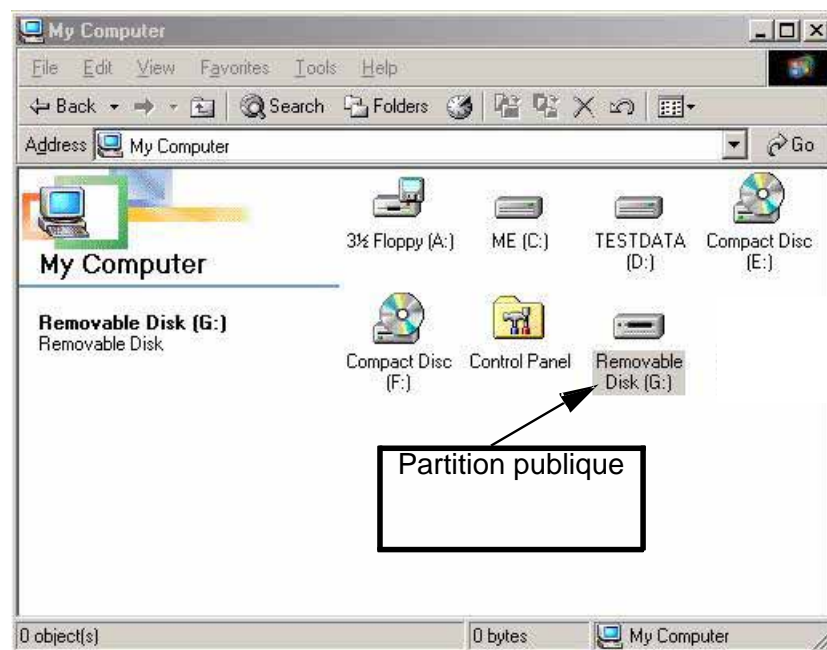 My Computer
File Edit View Favorites Tools Help
Back Search Folders
Address My Computer Go
My Computer
Removable Disk (G:)
Removable Disk
3½ Floppy (A:)
ME (C:)
TESTDATA
(D:)
Compact Disc
(E:)
Compact Disc
(F:)
Control Panel
Removable
Disk (G:)
Partition publique
0 object(s) 0 bytes My Computer